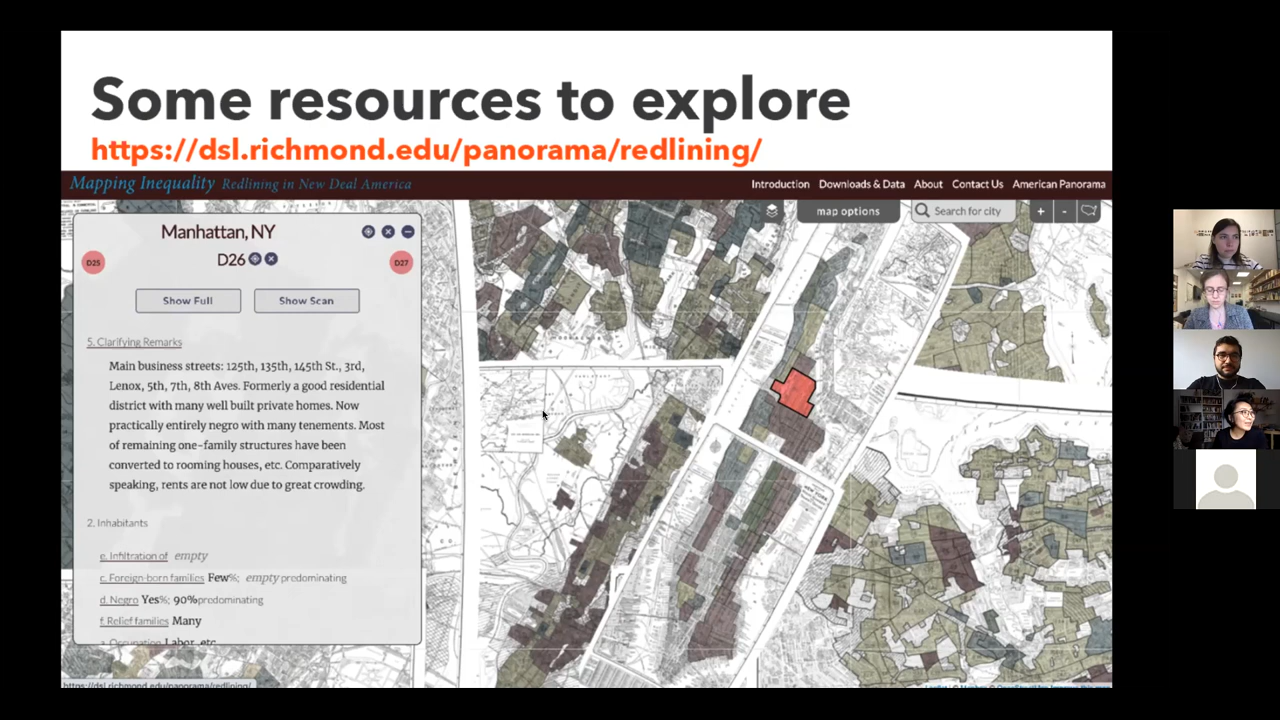 Some resources to explore
https://dsl.richmond.edu/panorama/redlining/
Mapping Inequality Redlining in New Deal America
Introduction Downloads & Data About Contact Us American Panorama
map options
Search for city
+ -
Manhattan, NY
D25
D26
D27
Show Full Show Scan
5. Clarifying Remarks
Main business streets: 125th, 135th, 145th St., 3rd,
Lenox, 5th, 7th, 8th Aves. Formerly a good residential
district with many well built private homes. Now
practically entirely negro with many tenements. Most
of remaining one-family structures have been
converted to rooming houses, etc. Comparatively
speaking, rents are not low due to great crowding.
2. Inhabitants
e. Infiltration of empty
c. Foreign-born families Few%; empty predominating
d. Negro Yes%; 90%predominating
f. Relief families Many
a. Occupation Labor, etc
https://dsl.richmond.edu/panorama/redlining/